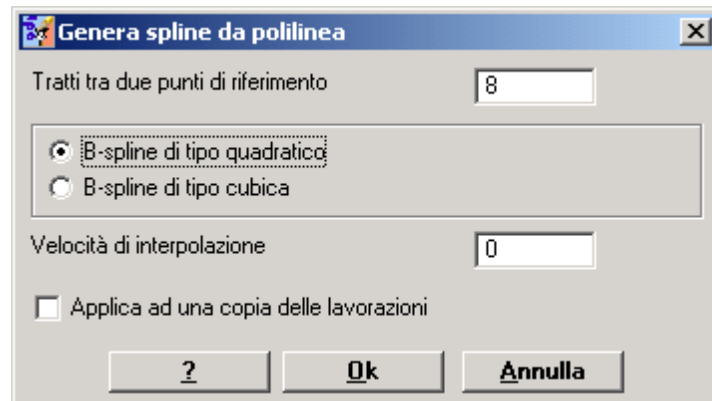 Genera spline da polilinea
Tratti tra due punti di riferimento 8
B-spline di tipo quadratico
B-spline di tipo cubica
Velocità di interpolazione 0
Applica ad una copia delle lavorazioni
? Ok Annulla